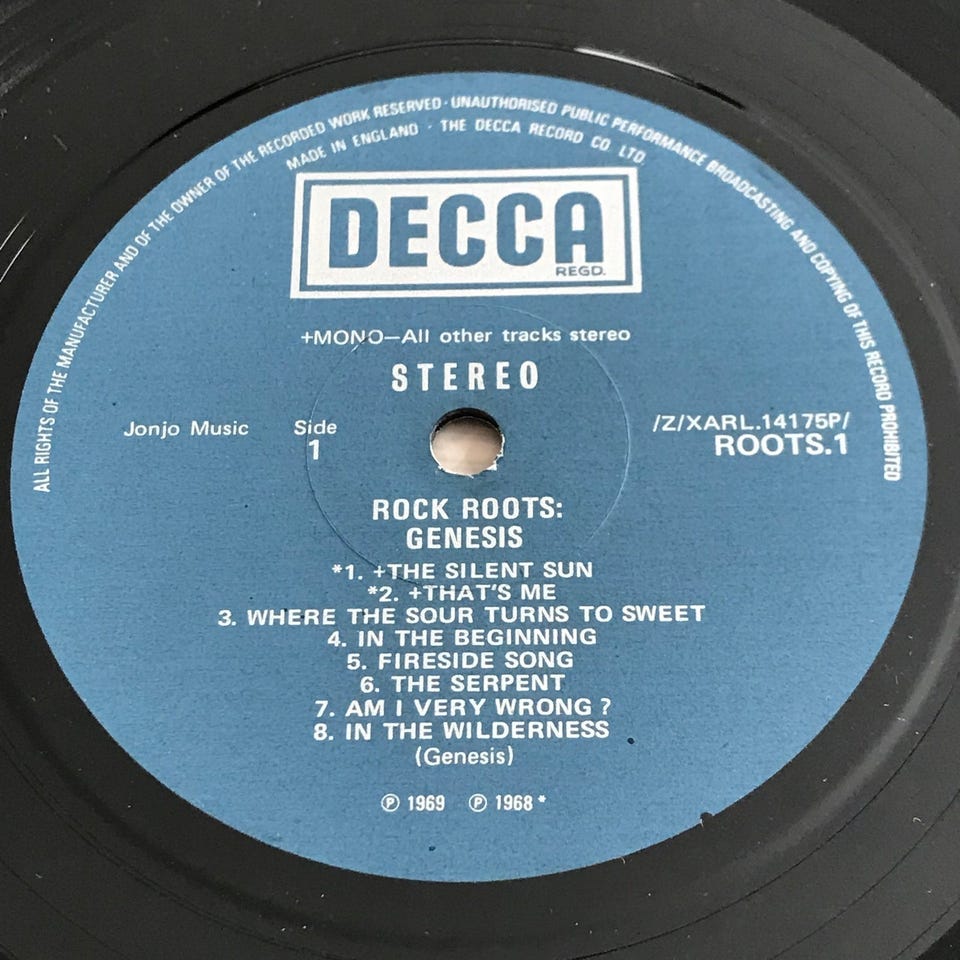 ALL RIGHTS OF THE MANUFACTURER AND OF THE OWNER OF THE RECORDED WORK RESERVED · UNAUTHORISED PUBLIC PERFORMANCE BROADCASTING AND COPYING OF THIS RECORD PROHIBITED
MADE IN ENGLAND · THE DECCA RECORD CO LTD.
DECCA
REGD.
+MONO—All other tracks stereo
STEREO
Jonjo Music Side /Z/XARL.14175P/
1 ROOTS.1
ROCK ROOTS:
GENESIS
*1. +THE SILENT SUN
*2. +THAT'S ME
3. WHERE THE SOUR TURNS TO SWEET
4. IN THE BEGINNING
5. FIRESIDE SONG
6. THE SERPENT
7. AM I VERY WRONG ?
8. IN THE WILDERNESS
(Genesis)
℗ 1969 ℗ 1968 *